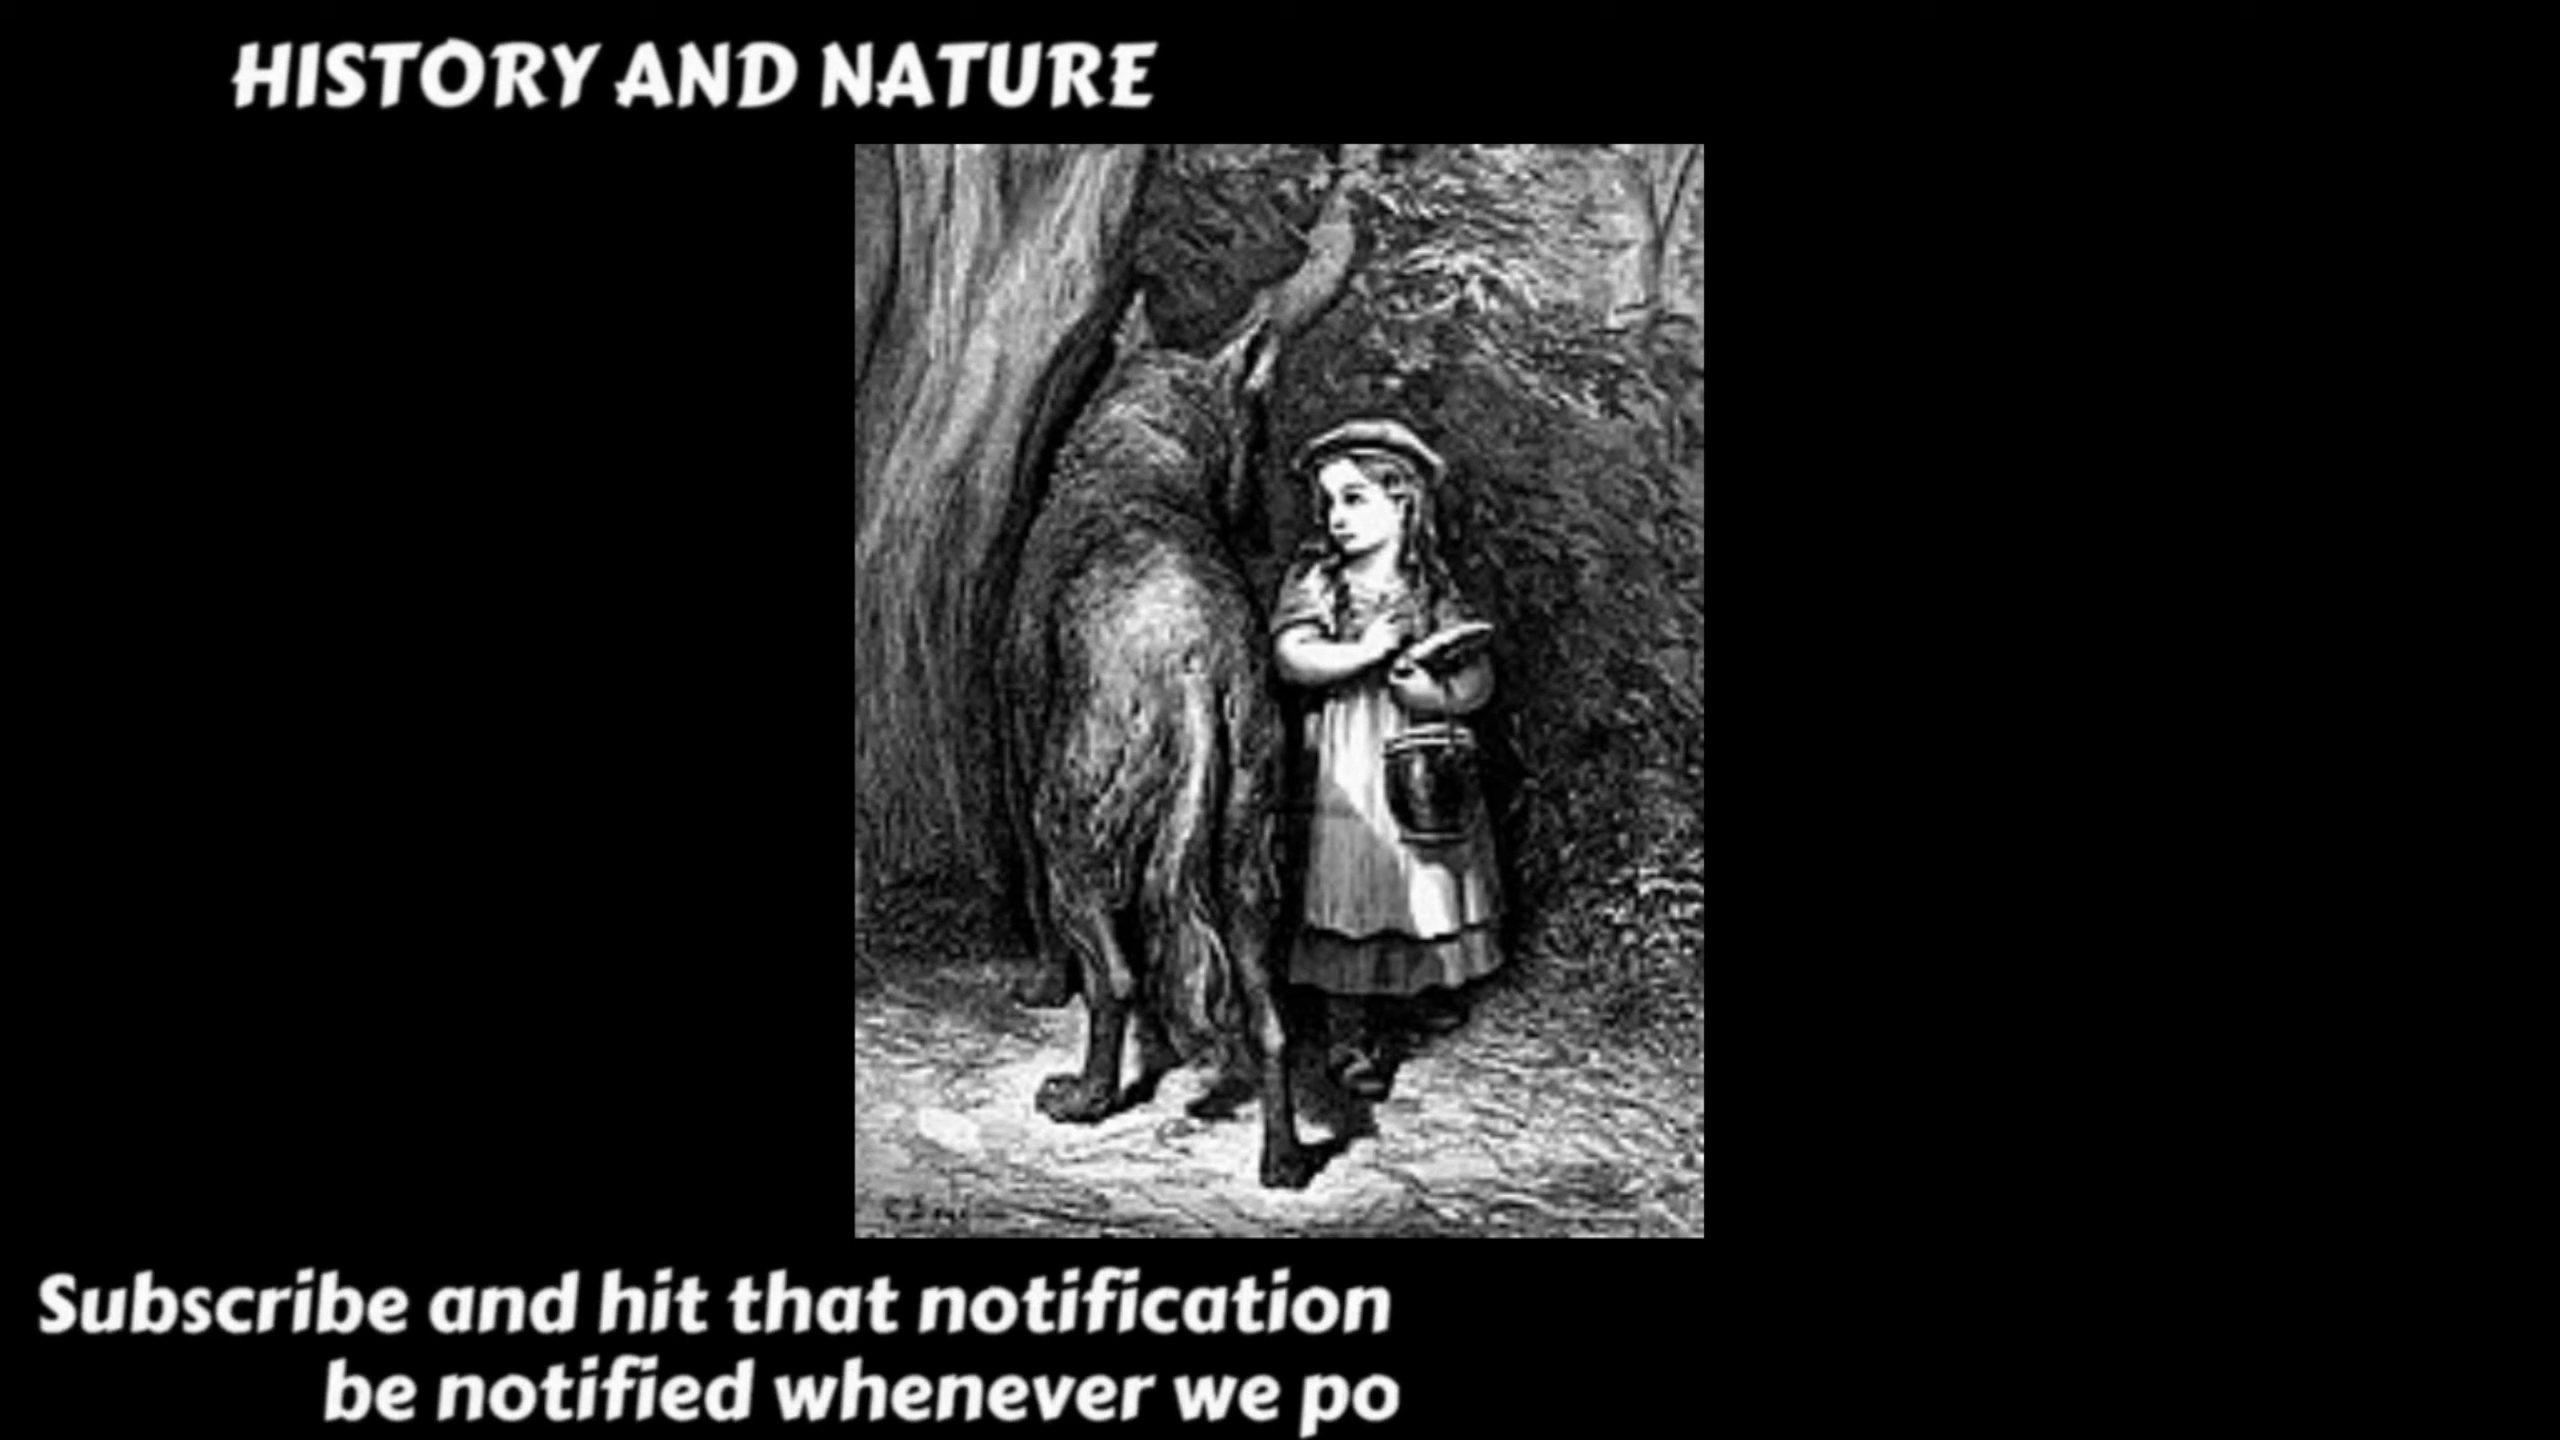 HISTORY AND NATURE
Subscribe and hit that notification
be notified whenever we po